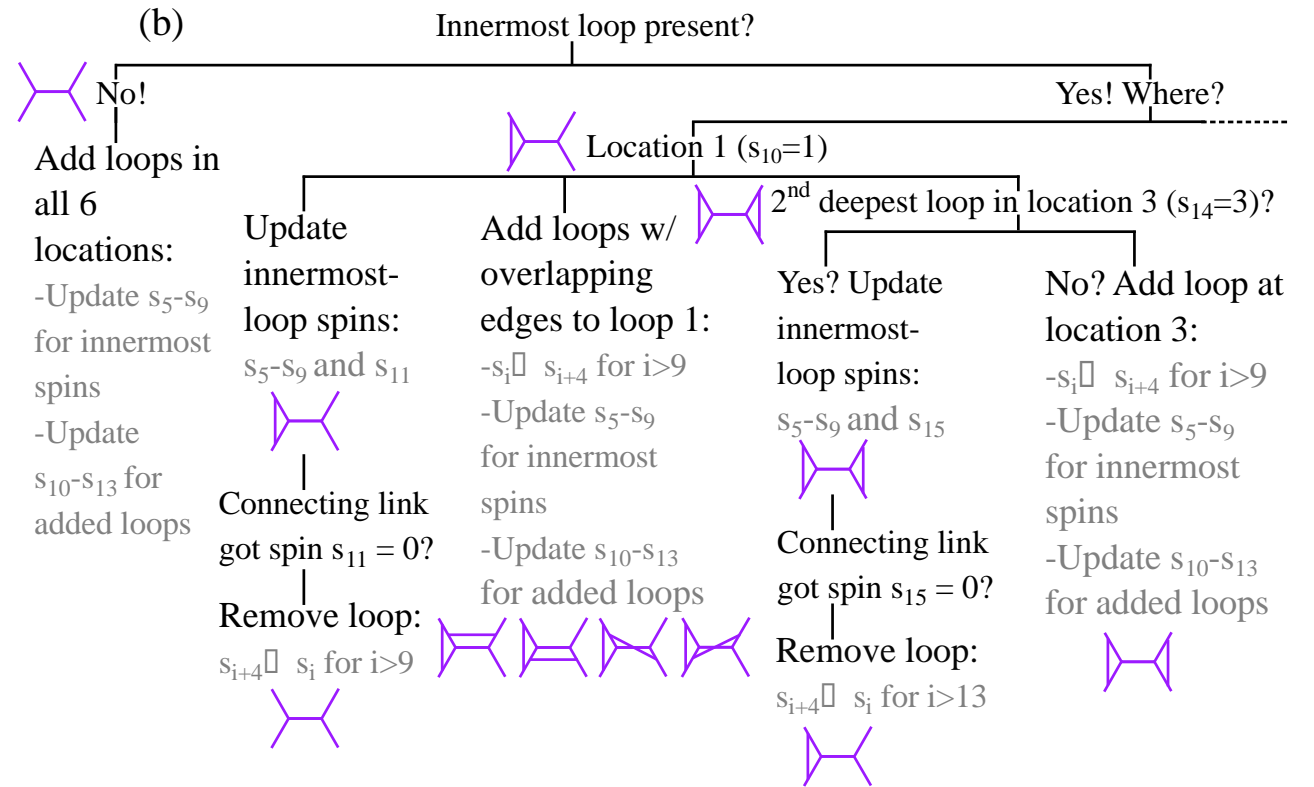 (b)
Innermost loop present?
No!
Yes! Where?
Add loops in
all 6
locations:
-Update s₅-s₉
for innermost
spins
-Update
s₁₀-s₁₃ for
added loops
Location 1 (s₁₀=1)
Update
innermost-
loop spins:
s₅-s₉ and s₁₁
Connecting link
got spin s₁₁ = 0?
Remove loop:
sᵢ₊₄▯ sᵢ for i>9
Add loops w/
overlapping
edges to loop 1:
-sᵢ▯ sᵢ₊₄ for i>9
-Update s₅-s₉
for innermost
spins
-Update s₁₀-s₁₃
for added loops
2ⁿᵈ deepest loop in location 3 (s₁₄=3)?
Yes? Update
innermost-
loop spins:
s₅-s₉ and s₁₅
Connecting link
got spin s₁₅ = 0?
Remove loop:
sᵢ₊₄▯ sᵢ for i>13
No? Add loop at
location 3:
-sᵢ▯ sᵢ₊₄ for i>9
-Update s₅-s₉
for innermost
spins
-Update s₁₀-s₁₃
for added loops